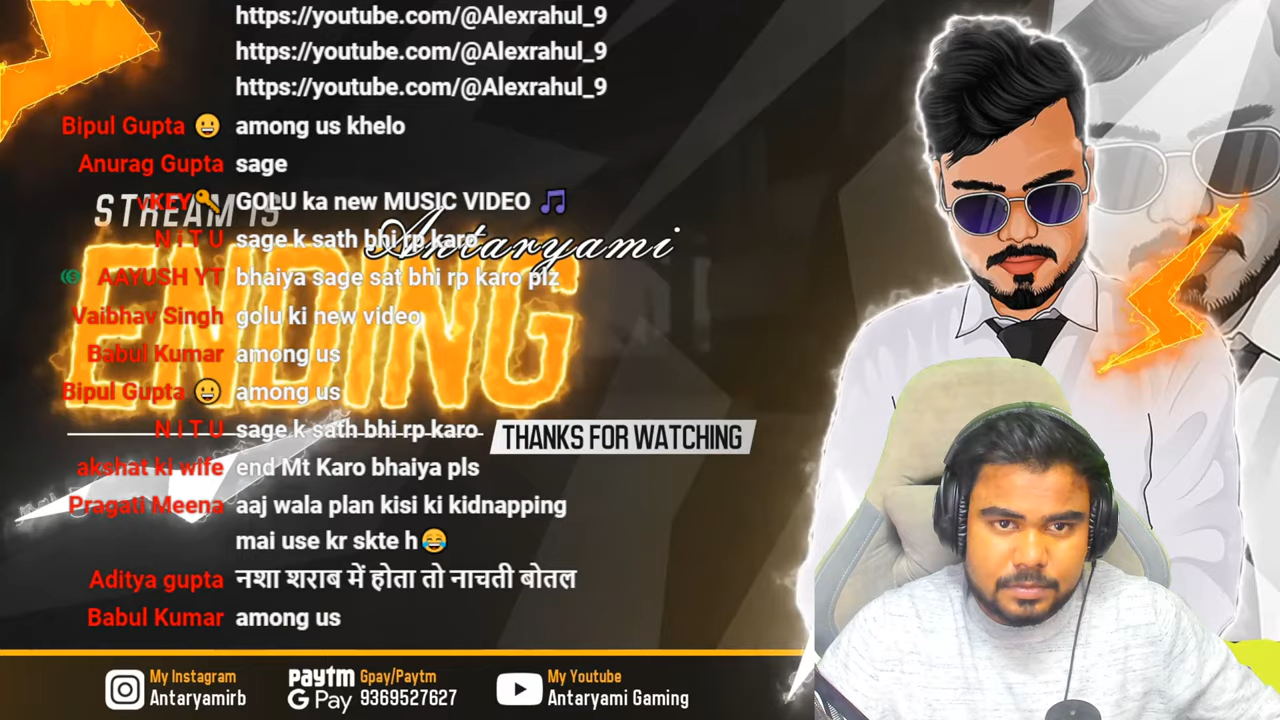 https://youtube.com/@Alexrahul_9
https://youtube.com/@Alexrahul_9
https://youtube.com/@Alexrahul_9
Bipul Gupta 😀 among us khelo
Anurag Gupta sage
vKEY🔑 GOLU ka new MUSIC VIDEO 🎵
STREAM IS
N i T U sage k sath bhi rp karo
Antaryami
AAYUSH YT bhaiya sage sat bhi rp karo plz
ENDING
Vaibhav Singh golu ki new video
Babul Kumar among us
Bipul Gupta 😀 among us
N i T U sage k sath bhi rp karo
THANKS FOR WATCHING
akshat ki wife end Mt Karo bhaiya pls
Pragati Meena aaj wala plan kisi ki kidnapping
mai use kr skte h😂
Aditya gupta नशा शराब में होता तो नाचती बोतल
Babul Kumar among us
My Instagram
Antaryamirb
paytm Gpay/Paytm
G Pay 9369527627
My Youtube
Antaryami Gaming